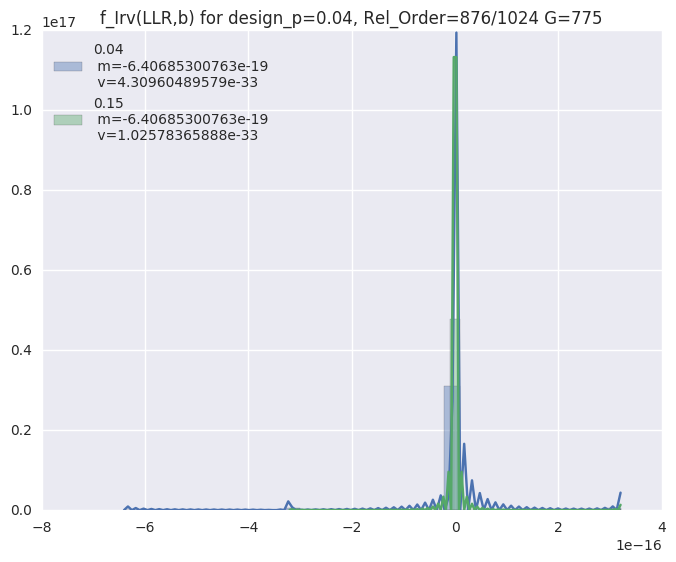 f_Irv(LLR,b) for design_p=0.04, Rel_Order=876/1024 G=775
1e17
1.2
1.0
0.8
0.6
0.4
0.2
0.0
0.04
m=-6.40685300763e-19
v=4.30960489579e-33
0.15
m=-6.40685300763e-19
v=1.02578365888e-33
−8
−6
−4
−2
0
2
4
1e−16